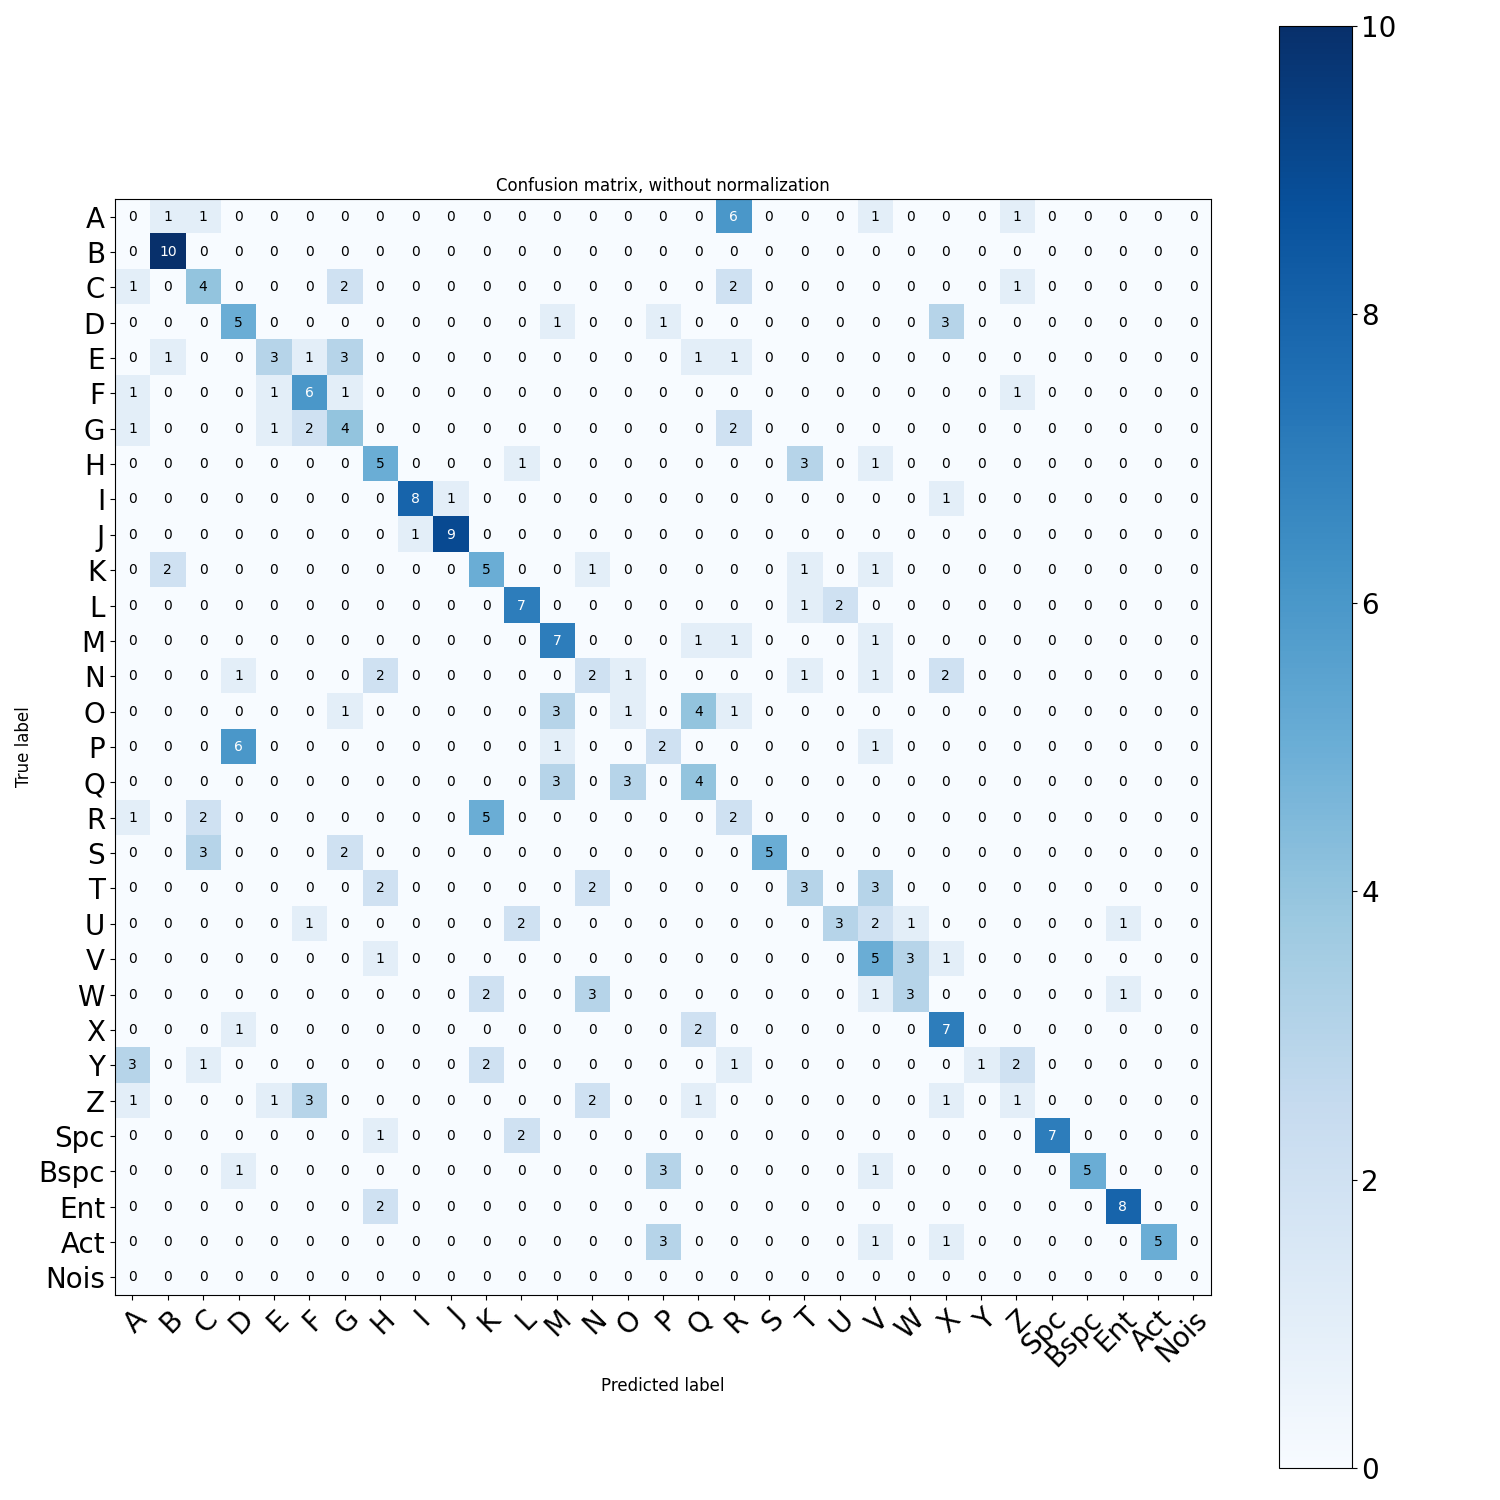 Confusion matrix, without normalization
A 0 1 1 0 0 0 0 0 0 0 0 0 0 0 0 0 0 6 0 0 0 1 0 0 0 1 0 0 0 0 0
B 0 10 0 0 0 0 0 0 0 0 0 0 0 0 0 0 0 0 0 0 0 0 0 0 0 0 0 0 0 0 0
C 1 0 4 0 0 0 2 0 0 0 0 0 0 0 0 0 0 2 0 0 0 0 0 0 0 1 0 0 0 0 0
D 0 0 0 5 0 0 0 0 0 0 0 0 1 0 0 1 0 0 0 0 0 0 0 3 0 0 0 0 0 0 0
E 0 1 0 0 3 1 3 0 0 0 0 0 0 0 0 0 1 1 0 0 0 0 0 0 0 0 0 0 0 0 0
F 1 0 0 0 1 6 1 0 0 0 0 0 0 0 0 0 0 0 0 0 0 0 0 0 0 1 0 0 0 0 0
G 1 0 0 0 1 2 4 0 0 0 0 0 0 0 0 0 0 2 0 0 0 0 0 0 0 0 0 0 0 0 0
H 0 0 0 0 0 0 0 5 0 0 0 1 0 0 0 0 0 0 0 3 0 1 0 0 0 0 0 0 0 0 0
I 0 0 0 0 0 0 0 0 8 1 0 0 0 0 0 0 0 0 0 0 0 0 0 1 0 0 0 0 0 0 0
J 0 0 0 0 0 0 0 0 1 9 0 0 0 0 0 0 0 0 0 0 0 0 0 0 0 0 0 0 0 0 0
K 0 2 0 0 0 0 0 0 0 0 5 0 0 1 0 0 0 0 0 1 0 1 0 0 0 0 0 0 0 0 0
L 0 0 0 0 0 0 0 0 0 0 0 7 0 0 0 0 0 0 0 1 2 0 0 0 0 0 0 0 0 0 0
M 0 0 0 0 0 0 0 0 0 0 0 0 7 0 0 0 1 1 0 0 0 1 0 0 0 0 0 0 0 0 0
N 0 0 0 1 0 0 0 2 0 0 0 0 0 2 1 0 0 0 0 1 0 1 0 2 0 0 0 0 0 0 0
O 0 0 0 0 0 0 1 0 0 0 0 0 3 0 1 0 4 1 0 0 0 0 0 0 0 0 0 0 0 0 0
P 0 0 0 6 0 0 0 0 0 0 0 0 1 0 0 2 0 0 0 0 0 1 0 0 0 0 0 0 0 0 0
Q 0 0 0 0 0 0 0 0 0 0 0 0 3 0 3 0 4 0 0 0 0 0 0 0 0 0 0 0 0 0 0
R 1 0 2 0 0 0 0 0 0 0 5 0 0 0 0 0 0 2 0 0 0 0 0 0 0 0 0 0 0 0 0
S 0 0 3 0 0 0 2 0 0 0 0 0 0 0 0 0 0 0 5 0 0 0 0 0 0 0 0 0 0 0 0
T 0 0 0 0 0 0 0 2 0 0 0 0 0 2 0 0 0 0 0 3 0 3 0 0 0 0 0 0 0 0 0
U 0 0 0 0 0 1 0 0 0 0 0 2 0 0 0 0 0 0 0 0 3 2 1 0 0 0 0 0 1 0 0
V 0 0 0 0 0 0 0 1 0 0 0 0 0 0 0 0 0 0 0 0 0 5 3 1 0 0 0 0 0 0 0
W 0 0 0 0 0 0 0 0 0 0 2 0 0 3 0 0 0 0 0 0 0 1 3 0 0 0 0 0 1 0 0
X 0 0 0 1 0 0 0 0 0 0 0 0 0 0 0 0 2 0 0 0 0 0 0 7 0 0 0 0 0 0 0
Y 3 0 1 0 0 0 0 0 0 0 2 0 0 0 0 0 0 1 0 0 0 0 0 0 1 2 0 0 0 0 0
Z 1 0 0 0 1 3 0 0 0 0 0 0 0 2 0 0 1 0 0 0 0 0 0 1 0 1 0 0 0 0 0
Spc 0 0 0 0 0 0 0 1 0 0 0 2 0 0 0 0 0 0 0 0 0 0 0 0 0 0 7 0 0 0 0
Bspc 0 0 0 1 0 0 0 0 0 0 0 0 0 0 0 3 0 0 0 0 0 1 0 0 0 0 0 5 0 0 0
Ent 0 0 0 0 0 0 0 2 0 0 0 0 0 0 0 0 0 0 0 0 0 0 0 0 0 0 0 0 8 0 0
Act 0 0 0 0 0 0 0 0 0 0 0 0 0 0 0 3 0 0 0 0 0 1 0 1 0 0 0 0 0 5 0
Nois 0 0 0 0 0 0 0 0 0 0 0 0 0 0 0 0 0 0 0 0 0 0 0 0 0 0 0 0 0 0 0
A B C D E F G H I J K L M N O P Q R S T U V W X Y Z Spc Bspc Ent Act Nois
Predicted label
True label
10
8
6
4
2
0